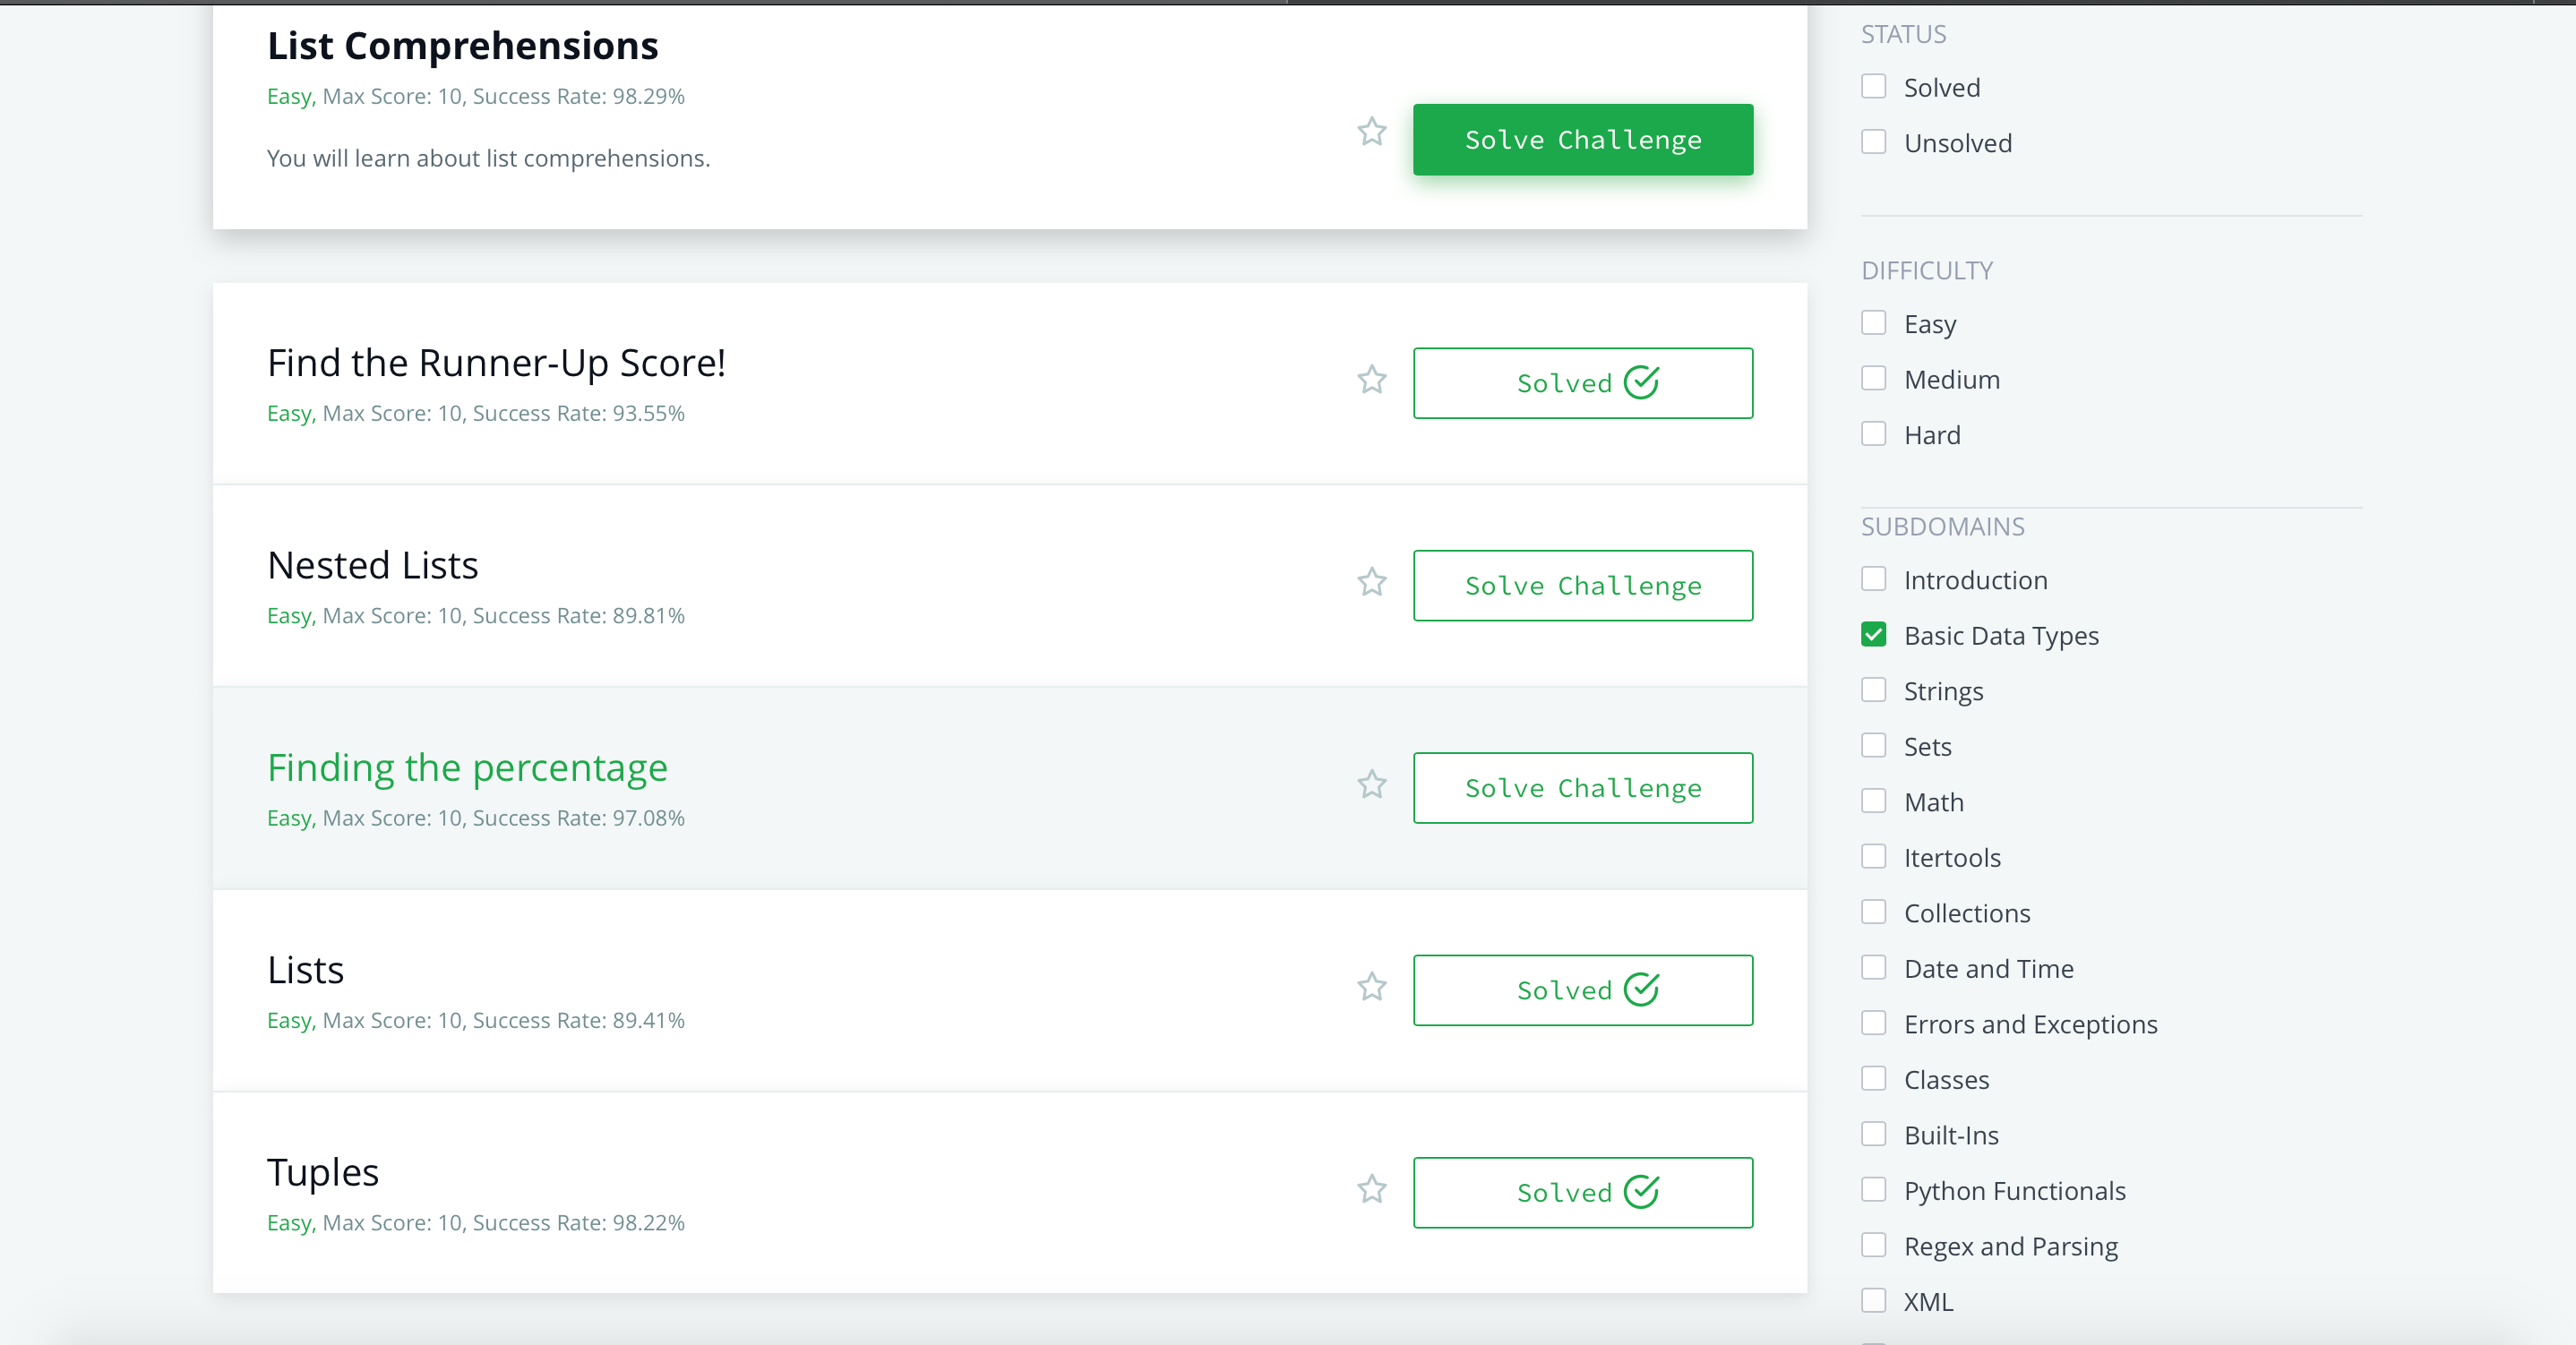 List Comprehensions
Easy, Max Score: 10, Success Rate: 98.29%
You will learn about list comprehensions.
Solve Challenge
Find the Runner-Up Score!
Easy, Max Score: 10, Success Rate: 93.55%
Solved
Nested Lists
Easy, Max Score: 10, Success Rate: 89.81%
Solve Challenge
Finding the percentage
Easy, Max Score: 10, Success Rate: 97.08%
Solve Challenge
Lists
Easy, Max Score: 10, Success Rate: 89.41%
Solved
Tuples
Easy, Max Score: 10, Success Rate: 98.22%
Solved
STATUS
Solved
Unsolved
DIFFICULTY
Easy
Medium
Hard
SUBDOMAINS
Introduction
Basic Data Types
Strings
Sets
Math
Itertools
Collections
Date and Time
Errors and Exceptions
Classes
Built-Ins
Python Functionals
Regex and Parsing
XML